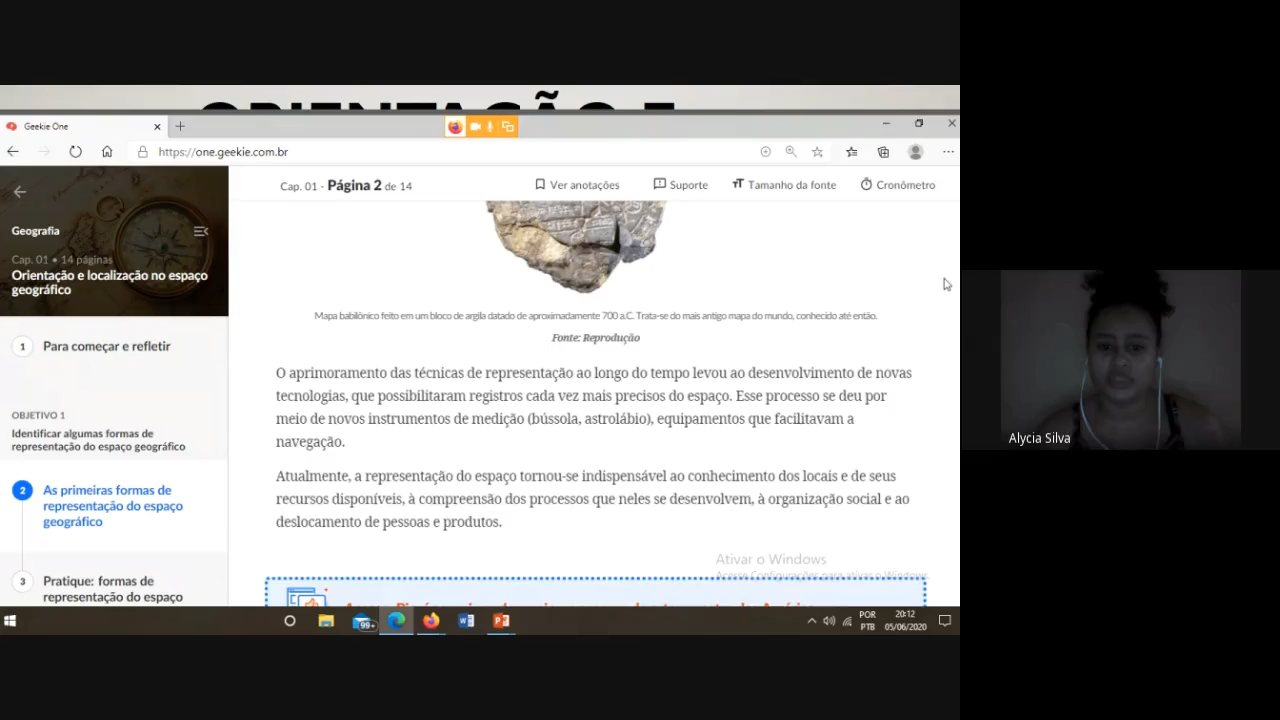 ORIENTAÇÃO E
Geekie One
https://one.geekie.com.br
Cap. 01 - Página 2 de 14
Ver anotações
Suporte
Tamanho da fonte
Cronômetro
Geografia
Cap. 01 • 14 páginas
Orientação e localização no espaço
geográfico
1 Para começar e refletir
OBJETIVO 1
Identificar algumas formas de
representação do espaço geográfico
2 As primeiras formas de
representação do espaço
geográfico
3 Pratique: formas de
representação do espaço
Mapa babilônico feito em um bloco de argila datado de aproximadamente 700 a.C. Trata-se do mais antigo mapa do mundo, conhecido até então.
Fonte: Reprodução
O aprimoramento das técnicas de representação ao longo do tempo levou ao desenvolvimento de novas
tecnologias, que possibilitaram registros cada vez mais precisos do espaço. Esse processo se deu por
meio de novos instrumentos de medição (bússola, astrolábio), equipamentos que facilitavam a
navegação.
Atualmente, a representação do espaço tornou-se indispensável ao conhecimento dos locais e de seus
recursos disponíveis, à compreensão dos processos que neles se desenvolvem, à organização social e ao
deslocamento de pessoas e produtos.
Ativar o Windows
Acesse Configurações para ativar o Windows.
99+
POR
PTB
20:12
05/06/2020
Alycia Silva